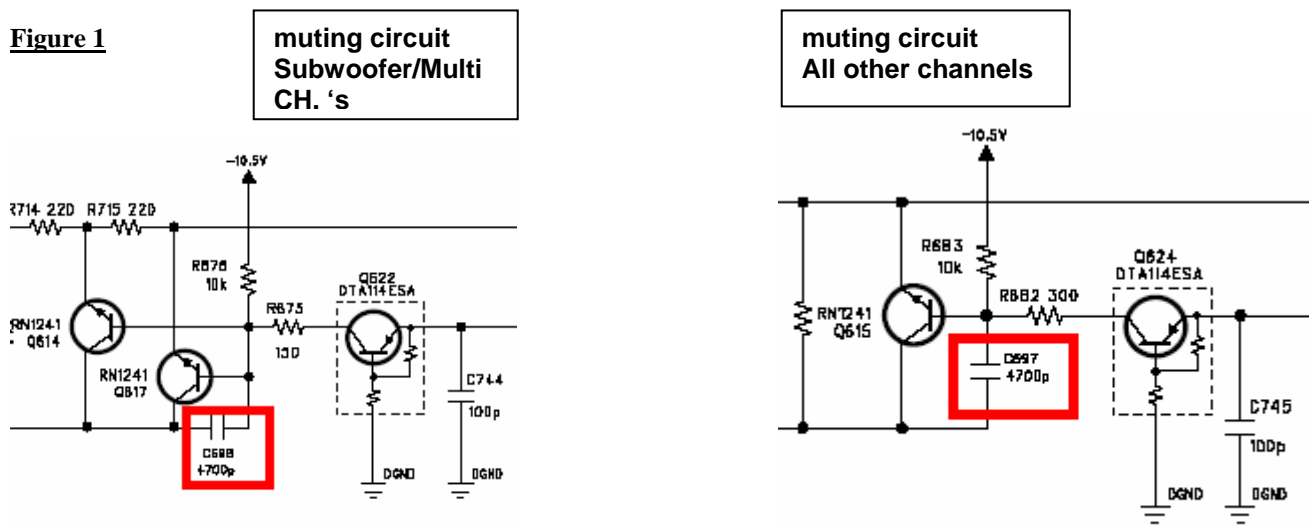 Figure 1
muting circuit
Subwoofer/Multi
CH. 's
muting circuit
All other channels
-10.5V
R714 220 R715 220
R676
10k
Q622
DTA114ESA
R675
150
RN1241
Q614
RN1241
Q617
C744
100p
C698
4700p
DGND
DGND
-10.5V
R683
10k
Q624
DTA114ESA
R682 300
RN1241
Q615
C697
4700p
C745
100p
DGND
DGND